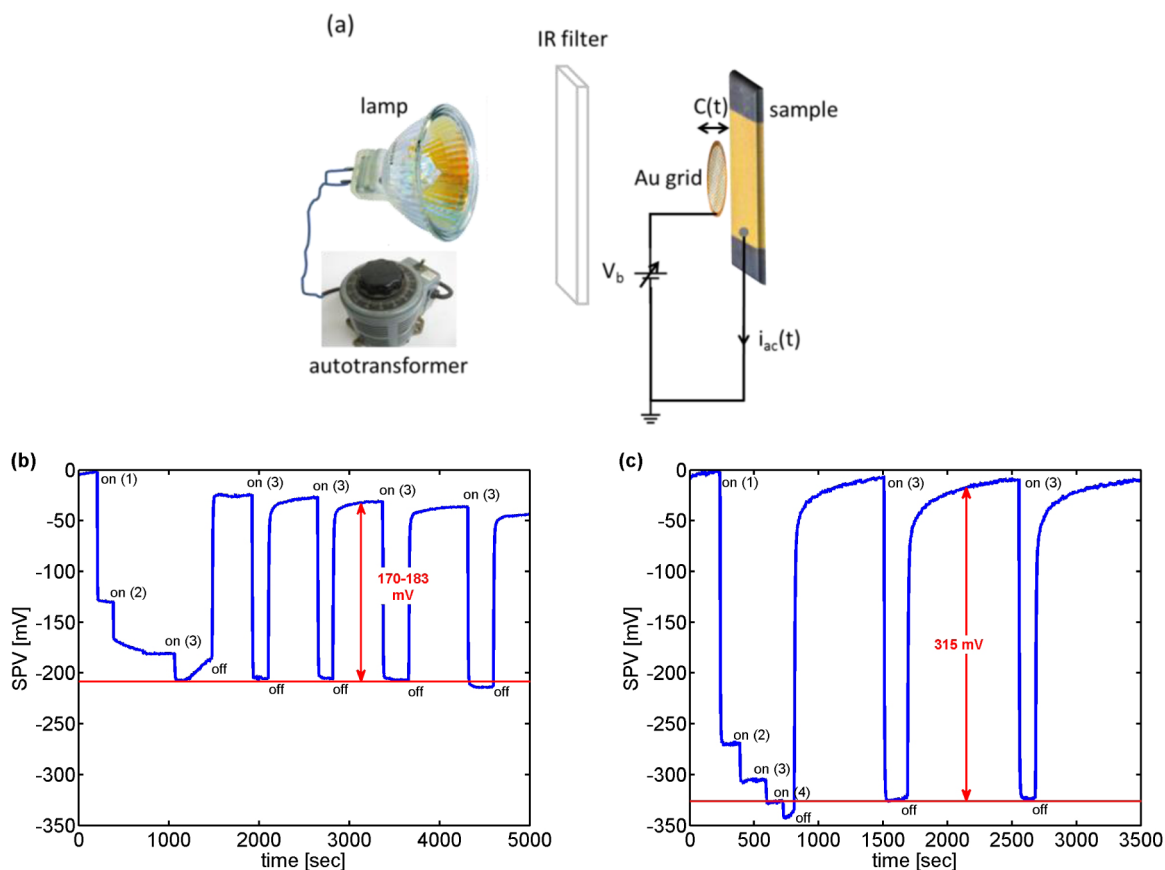 (a)
IR filter
lamp
C(t)
sample
Au grid
V_b
i_ac(t)
autotransformer
(b)
SPV [mV]
0
-50
-100
-150
-200
-250
-300
-350
on (1)
on (2)
on (3)
off
on (3)
off
on (3)
off
on (3)
off
on (3)
off
170-183
mV
0
1000
2000
3000
4000
5000
time [sec]
(c)
SPV [mV]
0
-50
-100
-150
-200
-250
-300
-350
on (1)
on (2)
on (3)
on (4)
off
on (3)
off
on (3)
off
315 mV
0
500
1000
1500
2000
2500
3000
3500
time [sec]